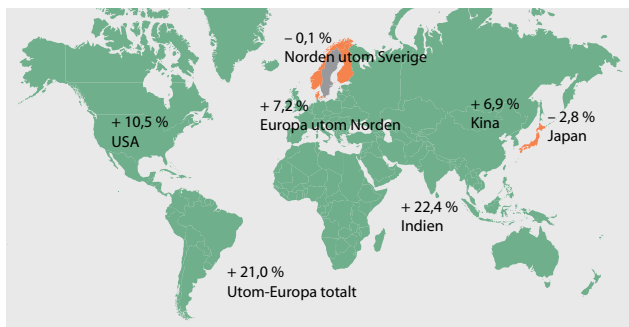 – 0,1 %
Norden utom Sverige
+ 7,2 %
Europa utom Norden
+ 10,5 %
USA
+ 6,9 %
Kina
– 2,8 %
Japan
+ 22,4 %
Indien
+ 21,0 %
Utom-Europa totalt